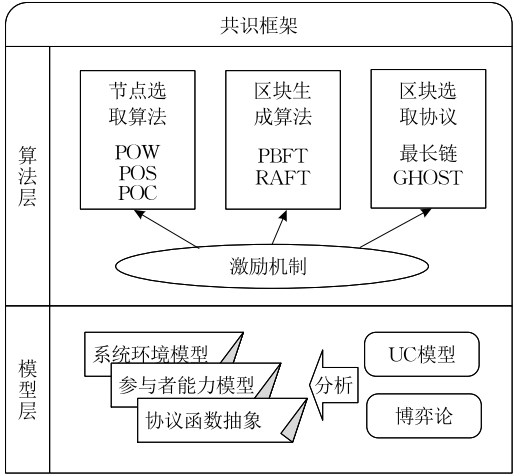 共识框架
算法层
节点选
取算法
POW
POS
POC
区块生
成算法
PBFT
RAFT
区块选
取协议
最长链
GHOST
激励机制
模型层
系统环境模型
参与者能力模型
协议函数抽象
分析
UC模型
博弈论